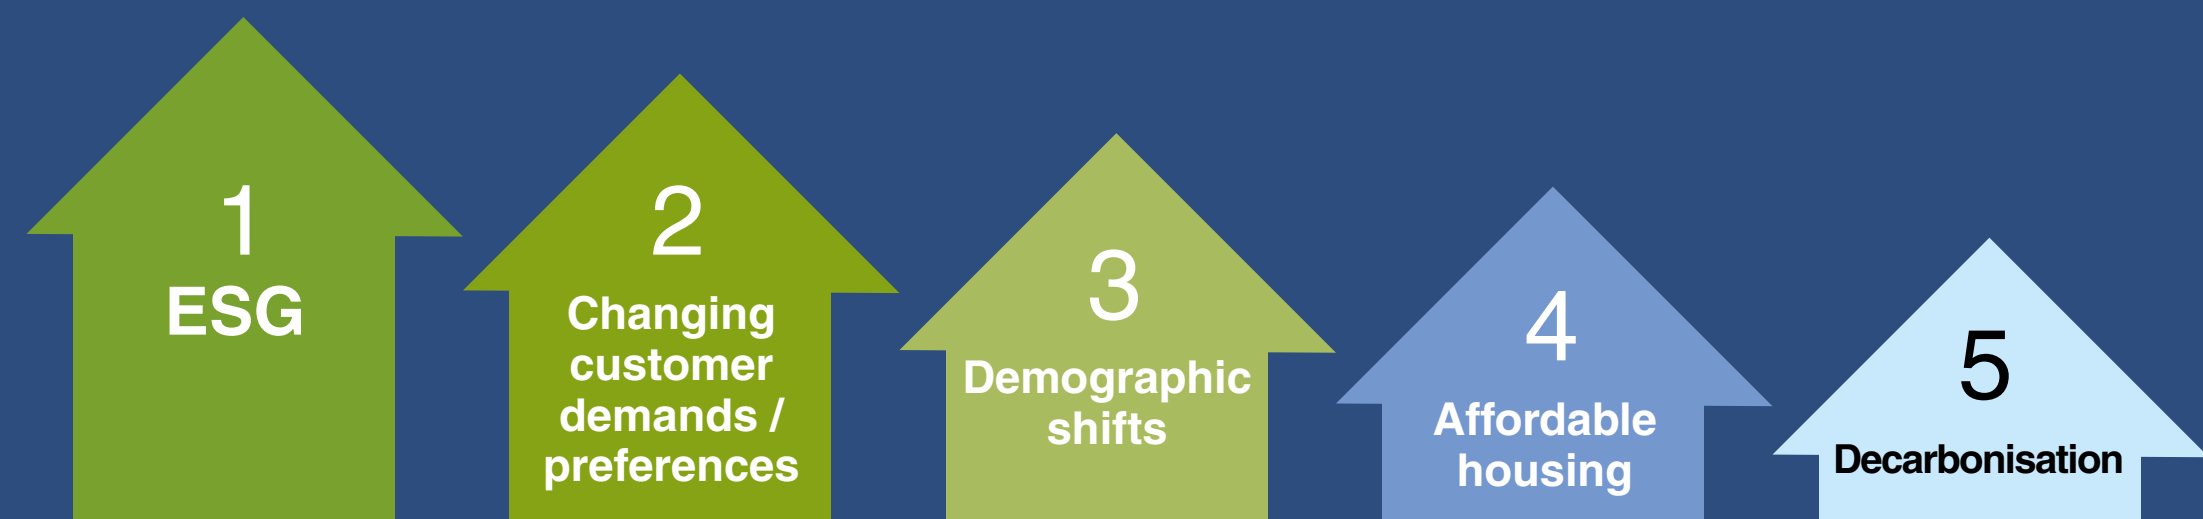 1
ESG
2
Changing
customer
demands /
preferences
3
Demographic
shifts
4
Affordable
housing
5
Decarbonisation